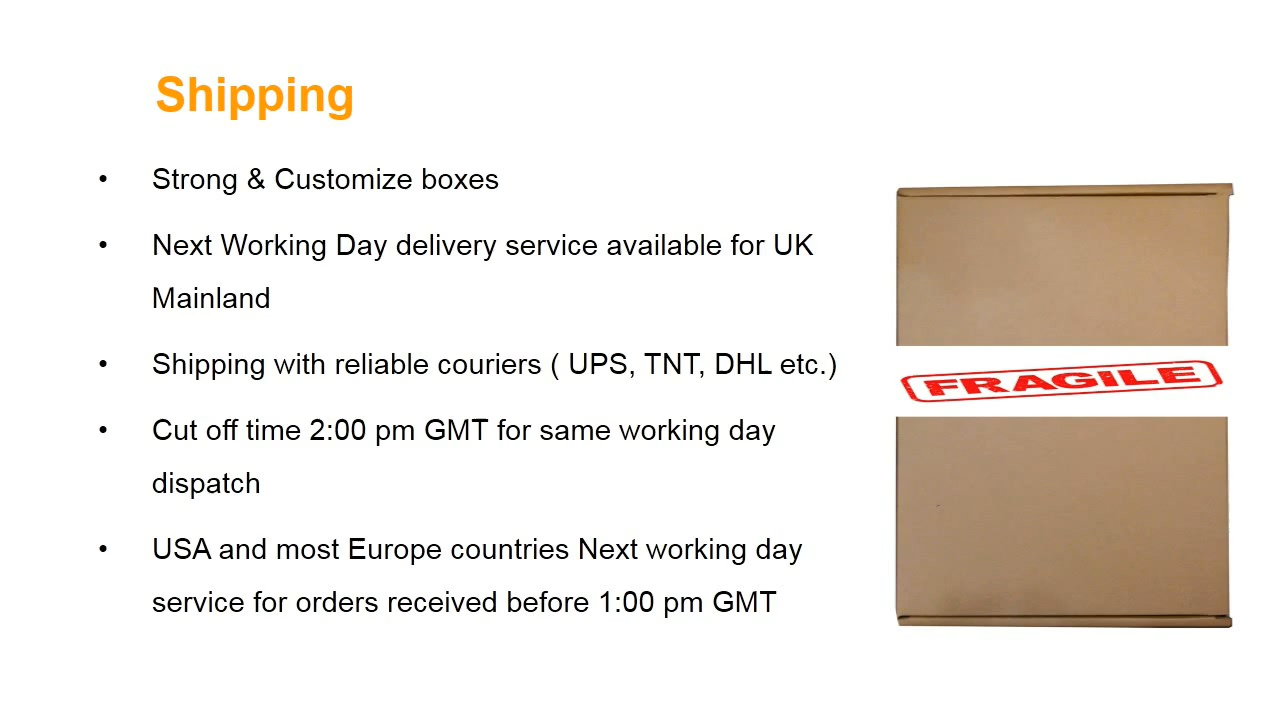 Shipping
• Strong & Customize boxes
• Next Working Day delivery service available for UK
Mainland
• Shipping with reliable couriers ( UPS, TNT, DHL etc.)
• Cut off time 2:00 pm GMT for same working day
dispatch
• USA and most Europe countries Next working day
service for orders received before 1:00 pm GMT
FRAGILE